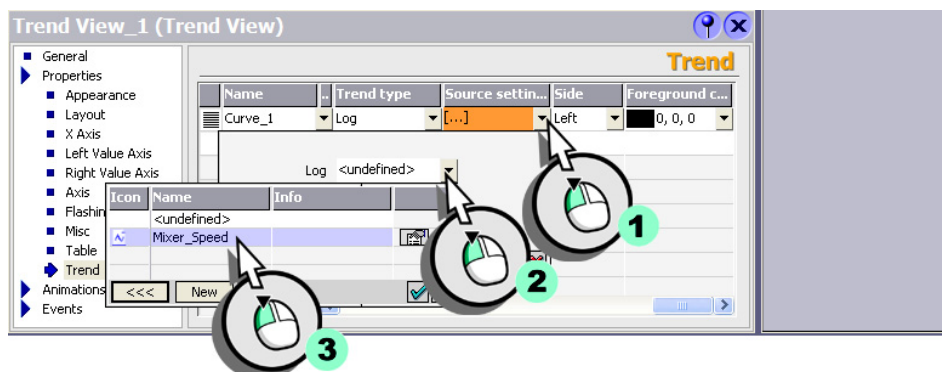 Trend View_1 (Trend View)
General
Properties
Appearance
Layout
X Axis
Left Value Axis
Right Value Axis
Axis
Flashin
Misc
Table
Trend
Animations
Events
Trend
Name .. Trend type Source settin... Side Foreground c...
Curve_1 Log [...] Left 0, 0, 0
Log <undefined>
Icon Name Info
<undefined>
Mixer_Speed
<<< New
1
2
3